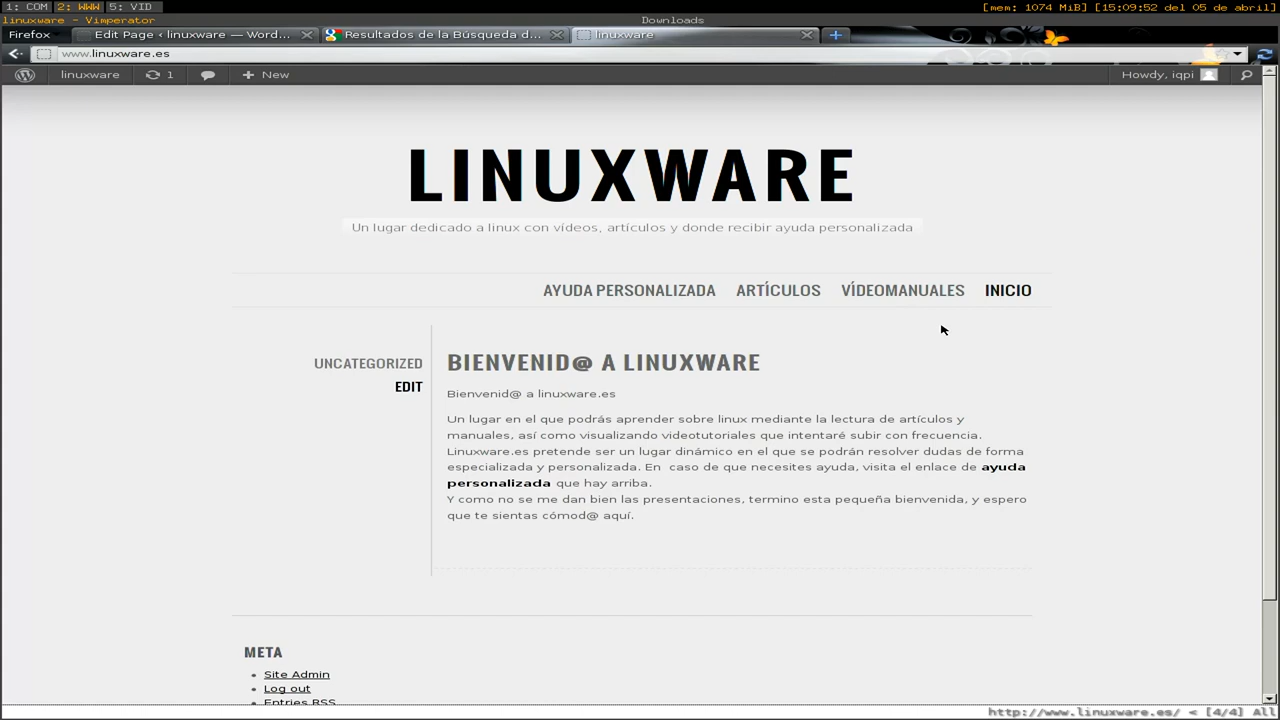 1: COM 2: WWW 5: VID
[mem: 1074 MiB] [15:09:52 del 05 de abril]
linuxware - Vimperator
Downloads
Firefox
Edit Page ‹ linuxware — Word...
Resultados de la Búsqueda d...
linuxware
www.linuxware.es
linuxware
1
+ New
Howdy, iqpi
LINUXWARE
Un lugar dedicado a linux con vídeos, artículos y donde recibir ayuda personalizada
AYUDA PERSONALIZADA ARTÍCULOS VÍDEOMANUALES INICIO
UNCATEGORIZED
EDIT
BIENVENID@ A LINUXWARE
Bienvenid@ a linuxware.es
Un lugar en el que podrás aprender sobre linux mediante la lectura de artículos y
manuales, así como visualizando videotutoriales que intentaré subir con frecuencia.
Linuxware.es pretende ser un lugar dinámico en el que se podrán resolver dudas de forma
especializada y personalizada. En caso de que necesites ayuda, visita el enlace de ayuda
personalizada que hay arriba.
Y como no se me dan bien las presentaciones, termino esta pequeña bienvenida, y espero
que te sientas cómod@ aquí.
META
Site Admin
Log out
Entries RSS
http://www.linuxware.es/ < [4/4] All